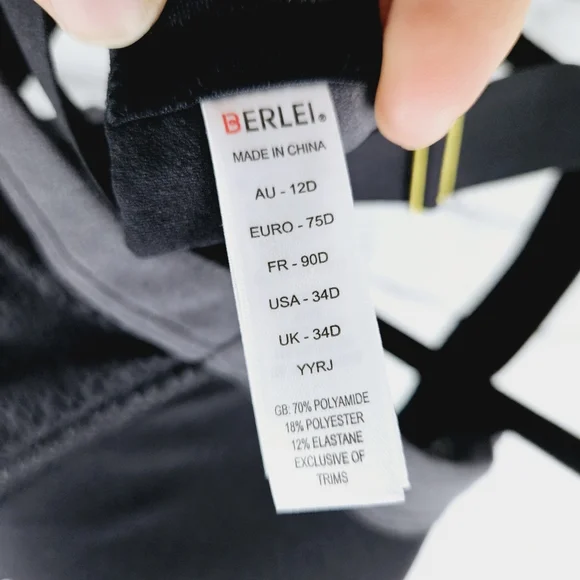 BERLEI®
MADE IN CHINA
AU - 12D
EURO - 75D
FR - 90D
USA - 34D
UK - 34D
YYRJ
GB: 70% POLYAMIDE
18% POLYESTER
12% ELASTANE
EXCLUSIVE OF
TRIMS